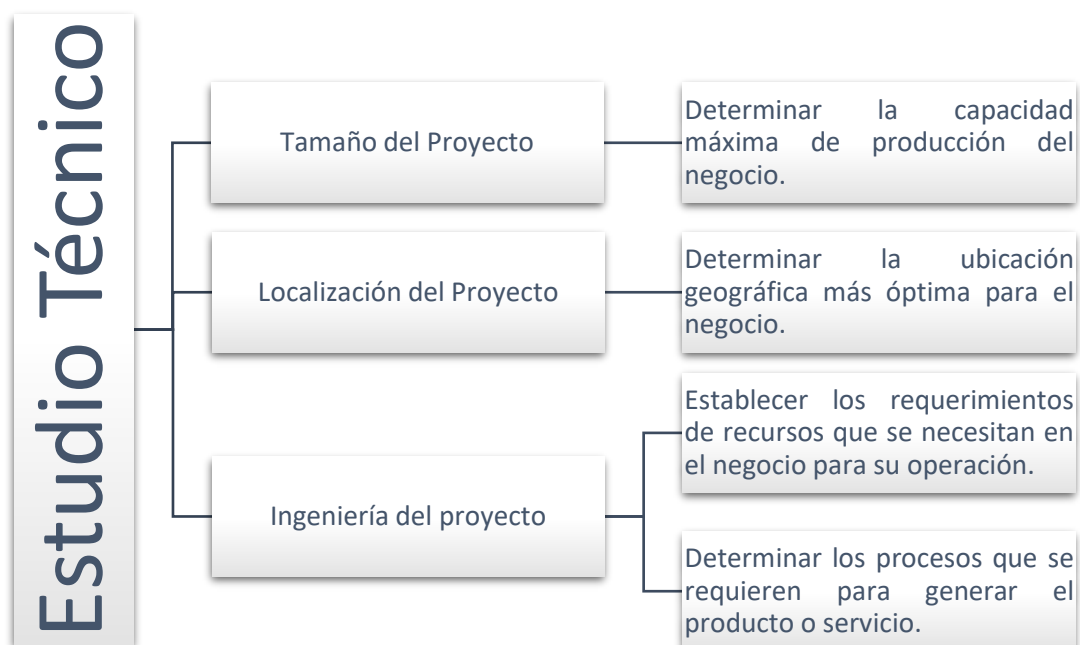 Estudio Técnico
Tamaño del Proyecto
Determinar la capacidad
máxima de producción del
negocio.
Localización del Proyecto
Determinar la ubicación
geográfica más óptima para el
negocio.
Ingeniería del proyecto
Establecer los requerimientos
de recursos que se necesitan en
el negocio para su operación.
Determinar los procesos que se
requieren para generar el
producto o servicio.